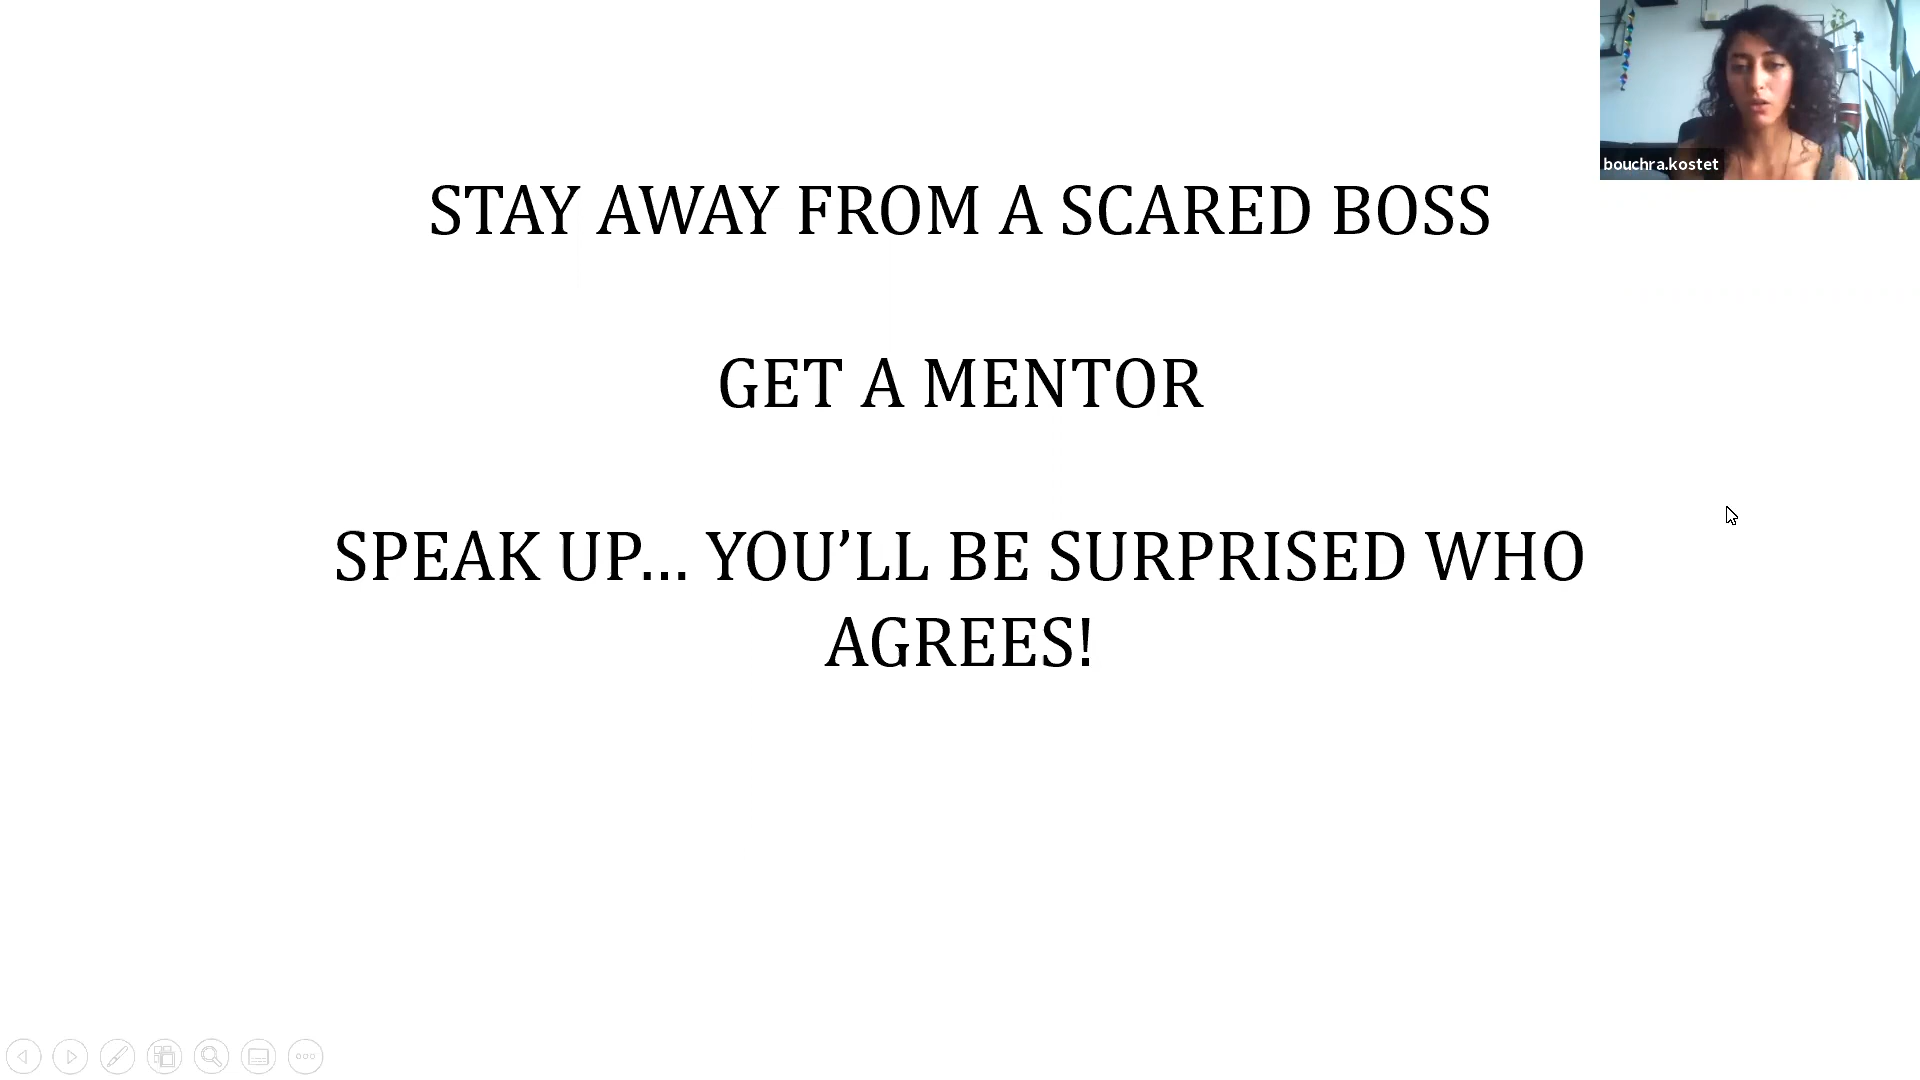 bouchra.kostet
STAY AWAY FROM A SCARED BOSS
GET A MENTOR
SPEAK UP… YOU’LL BE SURPRISED WHO
AGREES!